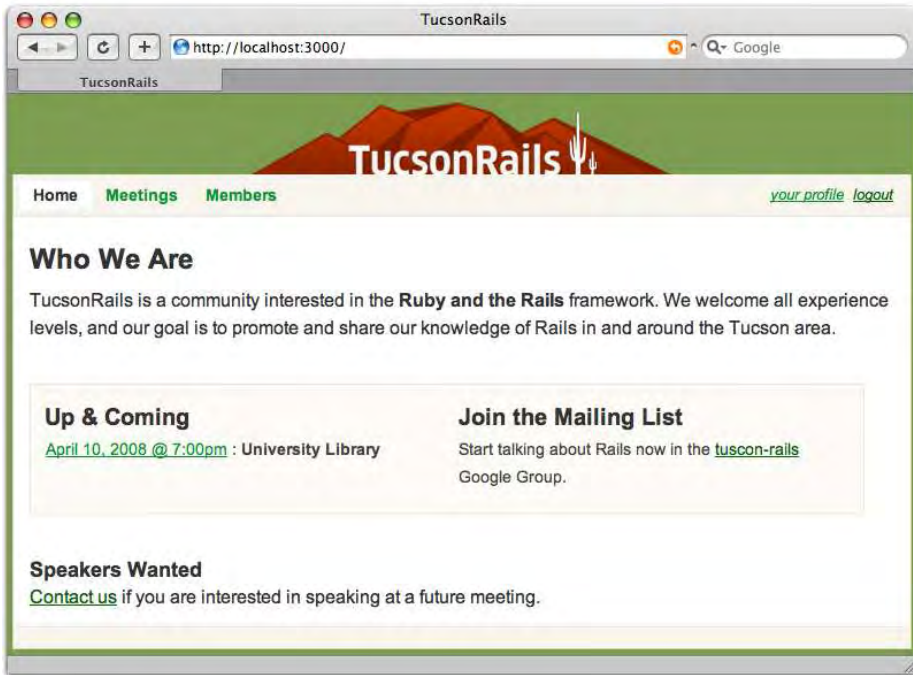 TucsonRails
http://localhost:3000/
Google
TucsonRails
TucsonRails
Home Meetings Members your profile logout
Who We Are
TucsonRails is a community interested in the Ruby and the Rails framework. We welcome all experience
levels, and our goal is to promote and share our knowledge of Rails in and around the Tucson area.
Up & Coming
April 10, 2008 @ 7:00pm : University Library
Join the Mailing List
Start talking about Rails now in the tuscon-rails
Google Group.
Speakers Wanted
Contact us if you are interested in speaking at a future meeting.